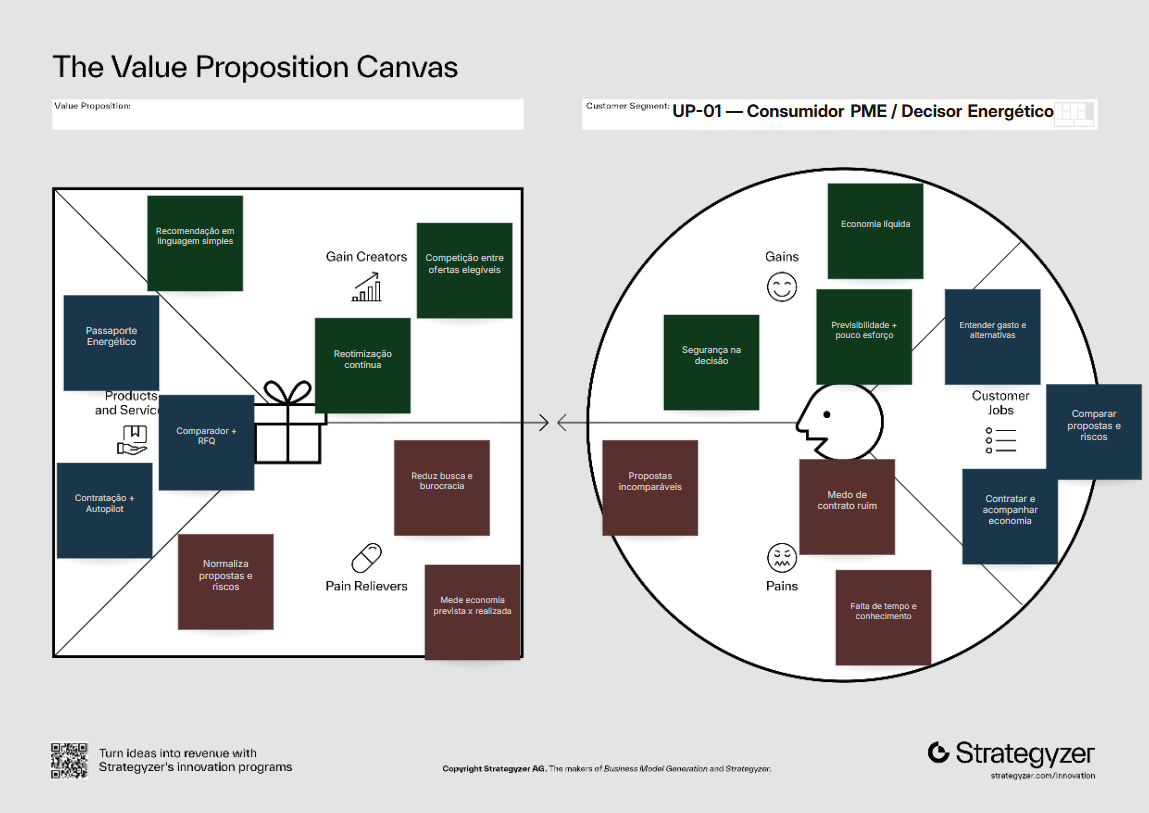 The Value Proposition Canvas
Value Proposition:
Customer Segment:
UP-01 — Consumidor PME / Decisor Energético
Recomendação em
linguagem simples
Gain Creators
Competição entre
ofertas elegíveis
Passaporte
Energético
Reotimização
contínua
Products
and Service
Comparador +
RFQ
Contratação +
Autopilot
Reduz busca e
burocracia
Normaliza
propostas e
riscos
Pain Relievers
Mede economia
prevista x realizada
Economia líquida
Gains
Segurança na
decisão
Previsibilidade +
pouco esforço
Entender gasto e
alternativas
Customer
Jobs
Comparar
propostas e
riscos
Contratar e
acompanhar
economia
Propostas
incomparáveis
Medo de
contrato ruim
Pains
Falta de tempo e
conhecimento
Turn ideas into revenue with
Strategyzer's innovation programs
Copyright Strategyzer AG. The makers of Business Model Generation and Strategyzer.
Strategyzer
strategyzer.com/innovation